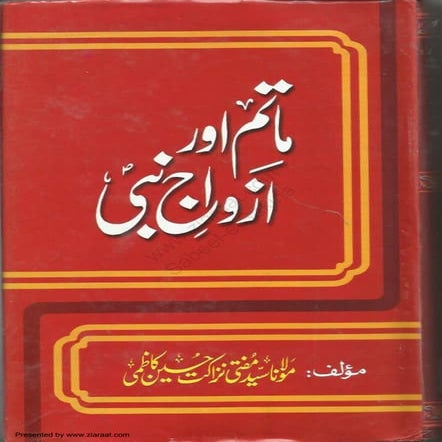 ماتم اور
ازواج نبیؐ
مؤلف: مولانا سید مفتی نزاکت حسین کاظمی
Presented by www.ziaraat.com